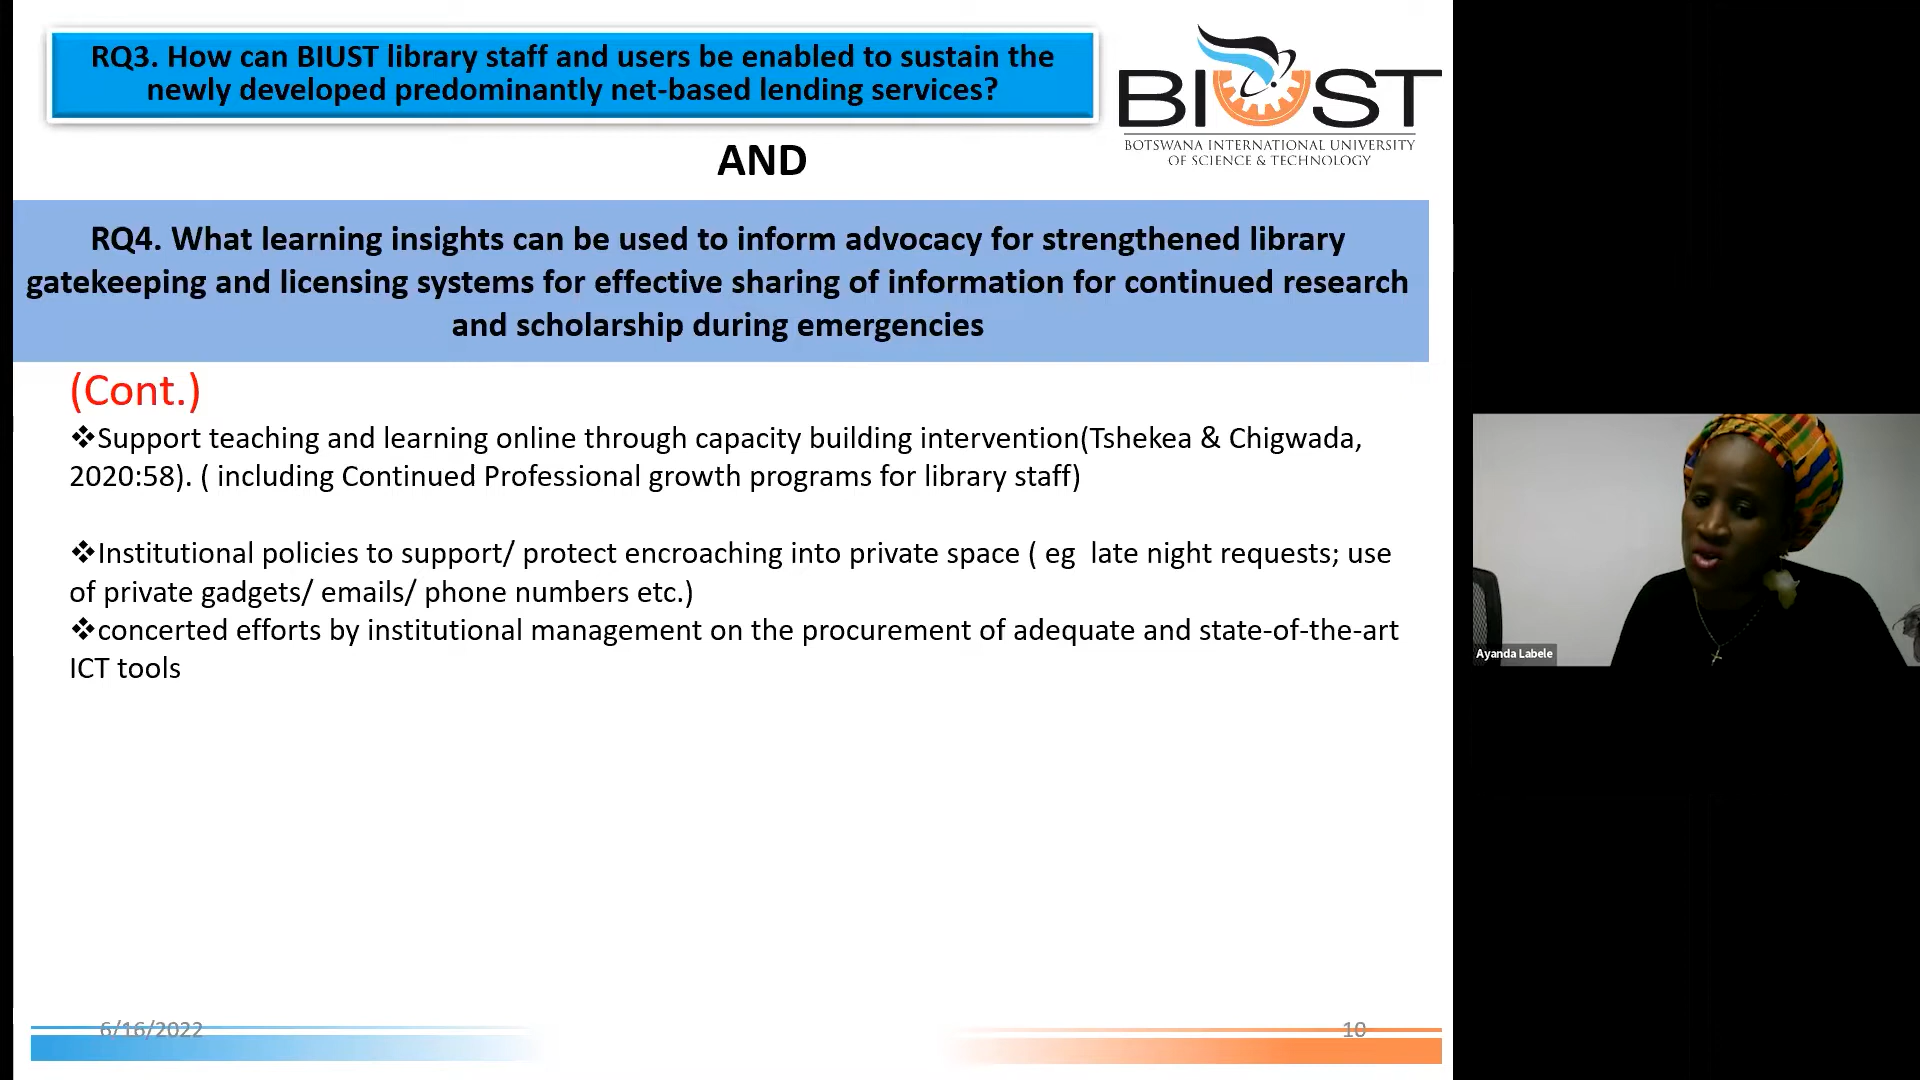 RQ3. How can BIUST library staff and users be enabled to sustain the
newly developed predominantly net-based lending services?
BIUST
BOTSWANA INTERNATIONAL UNIVERSITY
OF SCIENCE & TECHNOLOGY
AND
RQ4. What learning insights can be used to inform advocacy for strengthened library
gatekeeping and licensing systems for effective sharing of information for continued research
and scholarship during emergencies
(Cont.)
❖Support teaching and learning online through capacity building intervention(Tshekea & Chigwada,
2020:58). ( including Continued Professional growth programs for library staff)
❖Institutional policies to support/ protect encroaching into private space ( eg  late night requests; use
of private gadgets/ emails/ phone numbers etc.)
❖concerted efforts by institutional management on the procurement of adequate and state-of-the-art
ICT tools
Ayanda Labele
6/16/2022
10